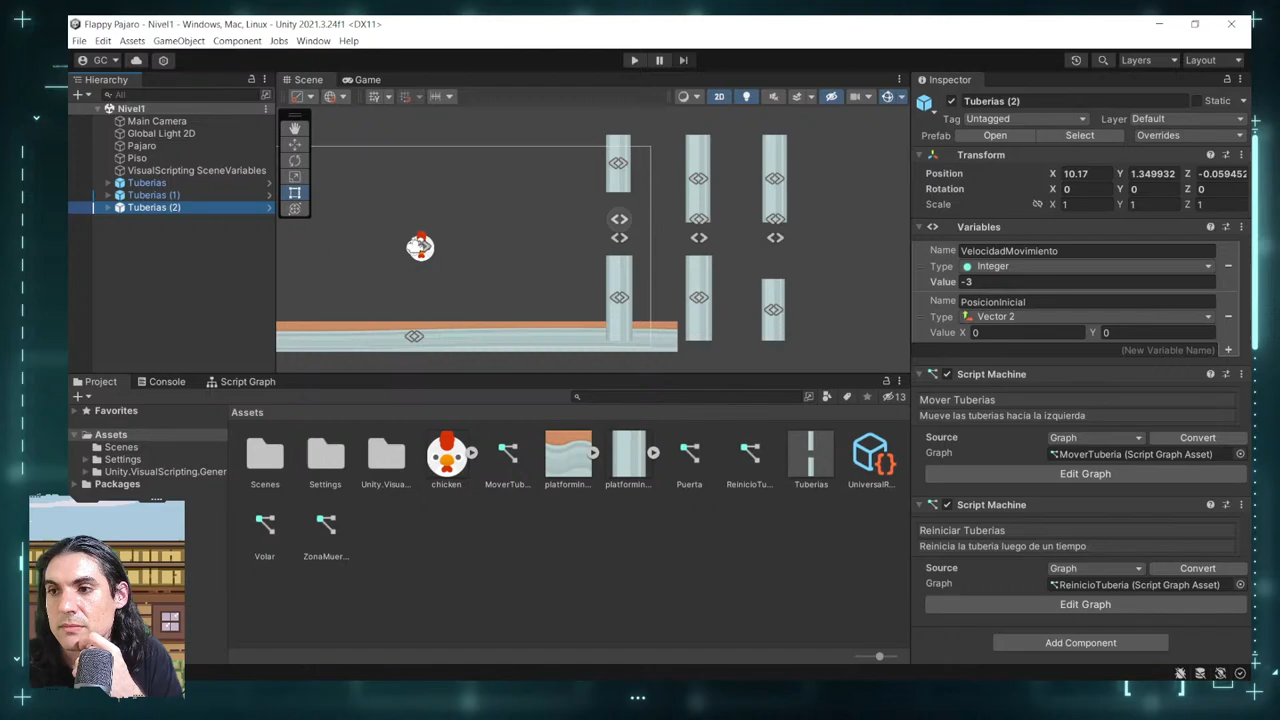 Flappy Pajaro - Nivel1 - Windows, Mac, Linux - Unity 2021.3.24f1 <DX11>
File Edit Assets GameObject Component Jobs Window Help
GC Layers Layout
Hierarchy
All
Nivel1
Main Camera
Global Light 2D
Pajaro
Piso
VisualScripting SceneVariables
Tuberias
Tuberias (1)
Tuberias (2)
Scene Game
2D
Inspector
Tuberias (2) Static
Tag Untagged Layer Default
Prefab Open Select Overrides
Transform
Position X 10.17 Y 1.349932 Z -0.059452
Rotation X 0 Y 0 Z 0
Scale X 1 Y 1 Z 1
Variables
Name VelocidadMovimiento
Type Integer
Value -3
Name PosicionInicial
Type Vector 2
Value X 0 Y 0
(New Variable Name)
Script Machine
Mover Tuberias
Mueve las tuberias hacia la izquierda
Source Graph Convert
Graph MoverTuberia (Script Graph Asset)
Edit Graph
Script Machine
Reiniciar Tuberias
Reinicia la tuberia luego de un tiempo
Source Graph Convert
Graph ReinicioTuberia (Script Graph Asset)
Edit Graph
Add Component
Project Console Script Graph
13
Favorites
Assets
Scenes
Settings
Unity.VisualScripting.Gener
Packages
Assets
Scenes Settings Unity.Visua... chicken MoverTub... platformIn... platformIn... Puerta ReinicioTu... Tuberias UniversalR...
Volar ZonaMuer...